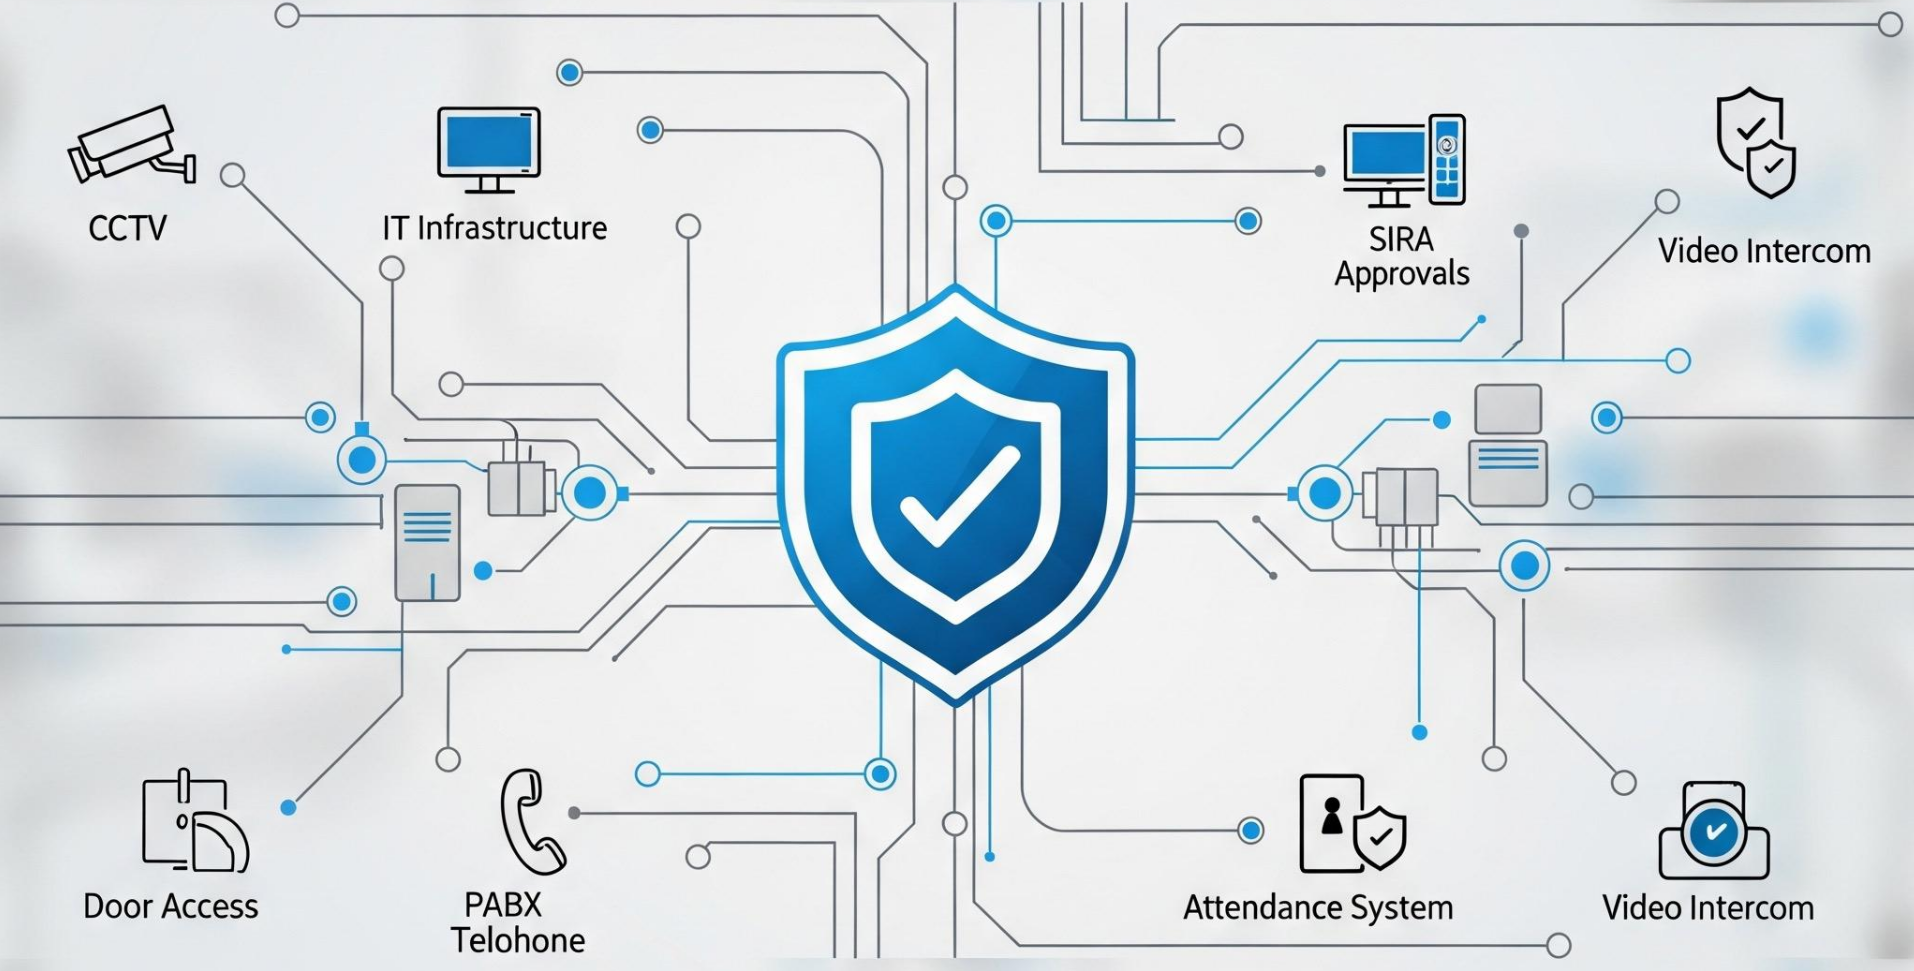 CCTV
IT Infrastructure
SIRA
Approvals
Video Intercom
Door Access
PABX
Telohone
Attendance System
Video Intercom